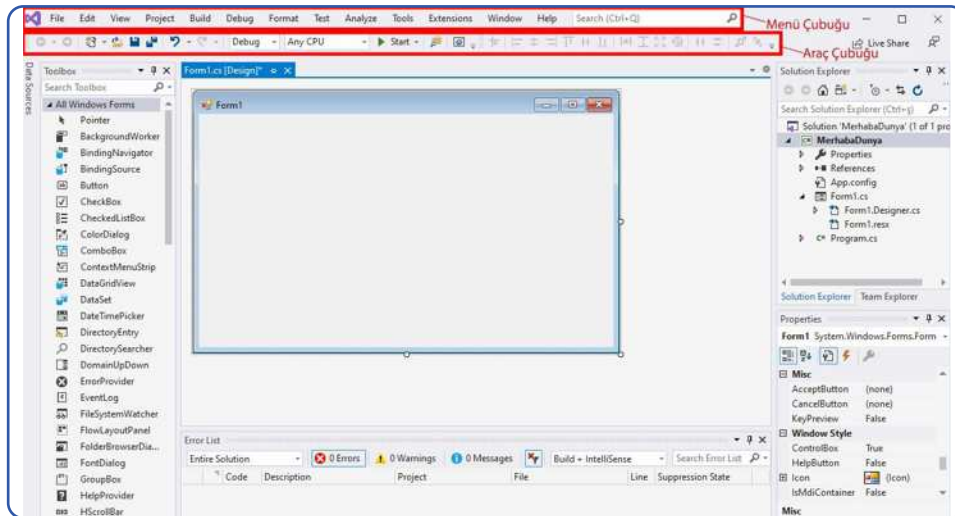 File Edit View Project Build Debug Format Test Analyze Tools Extensions Window Help Search (Ctrl+Q)
Menü Çubuğu
Debug Any CPU Start
Live Share
Araç Çubuğu
Data Sources
Toolbox
Search Toolbox
All Windows Forms
Pointer
BackgroundWorker
BindingNavigator
BindingSource
Button
CheckBox
CheckedListBox
ColorDialog
ComboBox
ContextMenuStrip
DataGridView
DataSet
DateTimePicker
DirectoryEntry
DirectorySearcher
DomainUpDown
ErrorProvider
EventLog
FileSystemWatcher
FlowLayoutPanel
FolderBrowserDia...
FontDialog
GroupBox
HelpProvider
HScrollBar
Form1.cs [Design]*
Form1
Error List
Entire Solution 0 Errors 0 Warnings 0 Messages Build + IntelliSense Search Error List
Code Description Project File Line Suppression State
Solution Explorer
Search Solution Explorer (Ctrl+ş)
Solution 'MerhabaDunya' (1 of 1 pro
MerhabaDunya
Properties
References
App.config
Form1.cs
Form1.Designer.cs
Form1.resx
C# Program.cs
Solution Explorer Team Explorer
Properties
Form1 System.Windows.Forms.Form
Misc
AcceptButton (none)
CancelButton (none)
KeyPreview False
Window Style
ControlBox True
HelpButton False
Icon (Icon)
IsMdiContainer False
Misc